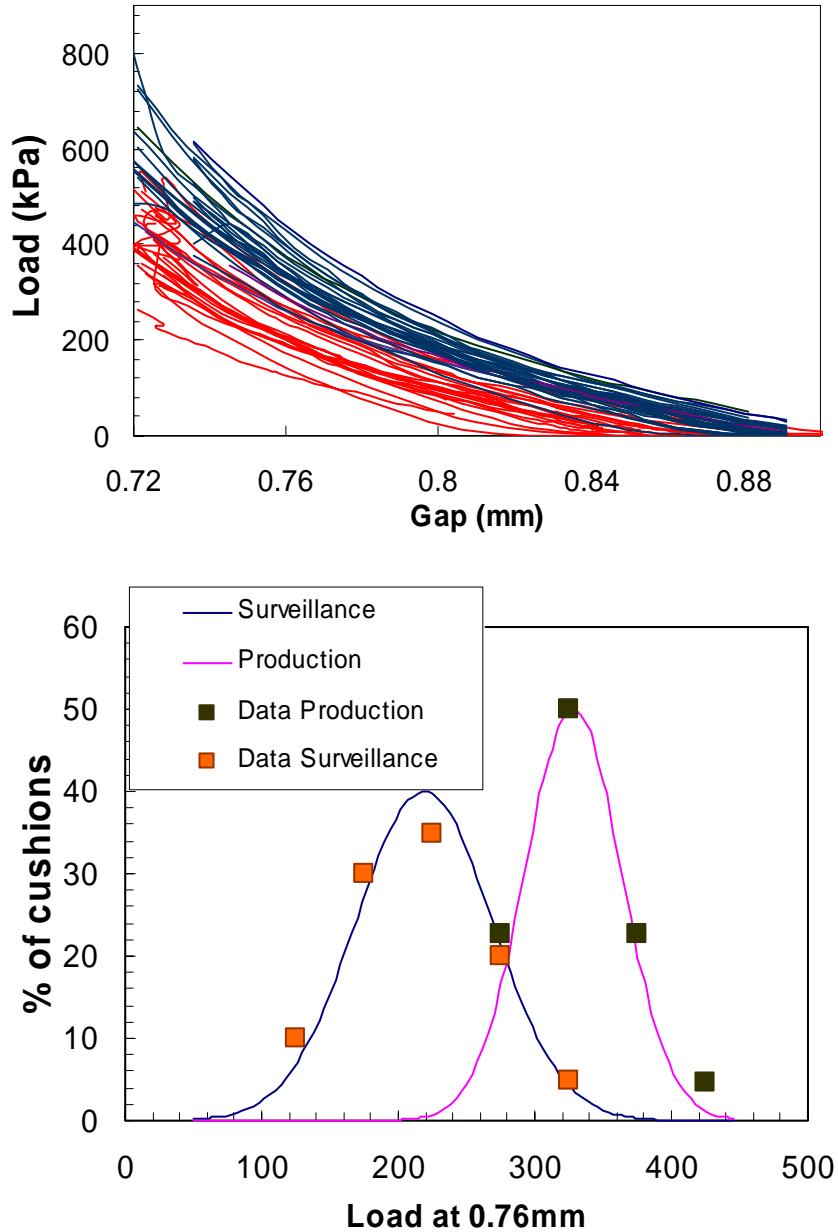 800
600
400
200
0
Load (kPa)
0.72 0.76 0.8 0.84 0.88
Gap (mm)
Surveillance
Production
Data Production
Data Surveillance
60
50
40
30
20
10
0
% of cushions
0 100 200 300 400 500
Load at 0.76mm